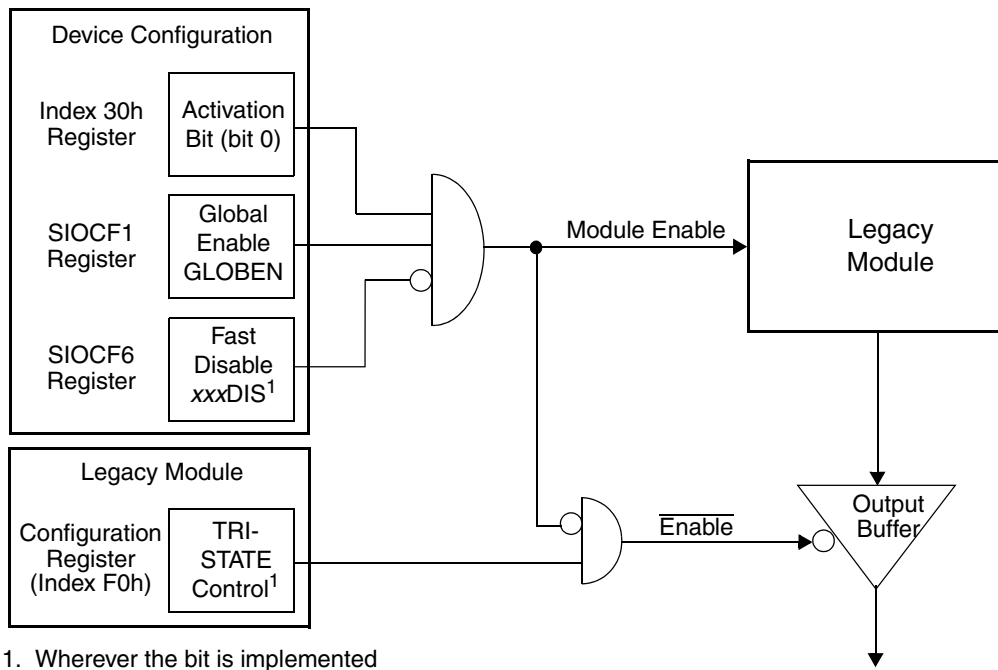 Device Configuration
Index 30h
Register
Activation
Bit (bit 0)
SIOCF1
Register
Global
Enable
GLOBEN
SIOCF6
Register
Fast
Disable
xxxDIS1
Module Enable
Legacy
Module
Legacy Module
Configuration
Register
(Index F0h)
TRI-
STATE
Control1
Enable
Output
Buffer
1. Wherever the bit is implemented